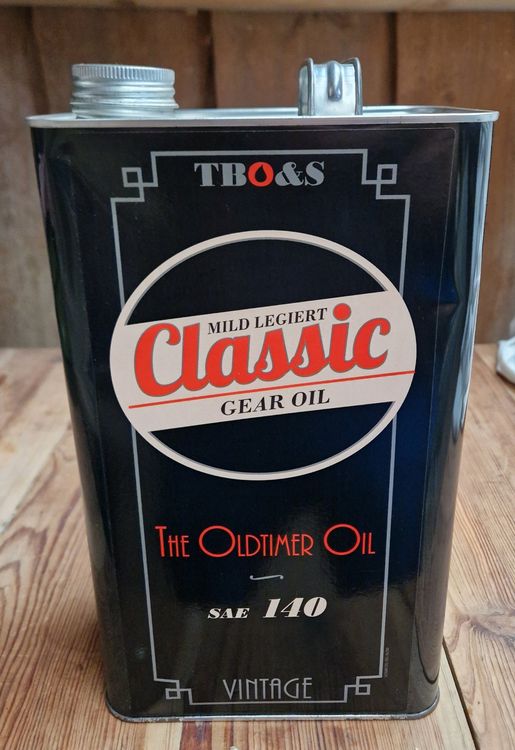 TBO&S
MILD LEGIERT
Classic
GEAR OIL
THE OLDTIMER OIL
SAE 140
VINTAGE